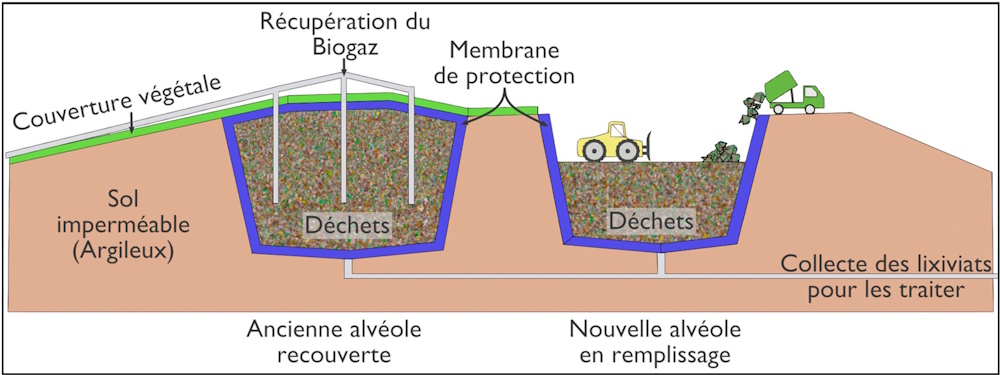 Récupération du
Biogaz
Couverture végétale
Membrane
de protection
Sol
imperméable
(Argileux)
Déchets
Déchets
Collecte des lixiviats
pour les traiter
Ancienne alvéole
recouverte
Nouvelle alvéole
en remplissage